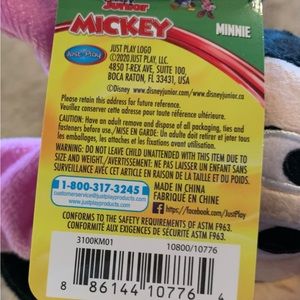 Junior
MICKEY
MINNIE
Just Play
JUST PLAY LOGO
©2020 JUST PLAY, LLC.
4850 T-REX AVE, SUITE 100,
BOCA RATON, FL 33431, USA
©Disney www.disneyjunior.com
www.disneyjunior.ca
Please retain this address for future reference.
Veuillez conserver cette adresse pour toute référence ultérieure.
CAUTION: Have an adult remove and dispose of all packaging, ties and
fasteners before use./MISE EN GARDE: Un adult doit retirer et jeter tous
les emballages, les attaches et les fixations avant utilisation.
WARNING: DO NOT LEAVE CHILD UNATTENDED WITH THIS ITEM DUE TO
SIZE AND WEIGHT./AVERTISSEMENT: NE PAS LAISSER UN ENFANT SANS
SURVEILLANCE AVEC CET ARTICLE EN RAISON DE LA TAILLE ET DU POIDS.
1-800-317-3245
Customerservice@justplayproducts.com
www.justplayproducts.com
MADE IN CHINA
FABRIQUÉ EN CHINE
https://facebook.com/JustPlay
CONFORMS TO THE SAFETY REQUIREMENTS OF ASTM F963.
CONFORME AUX EXIGENCES DE SÉCURITÉ ASTM F963.
3100KM01
10800/10776
8 86144 10776 4